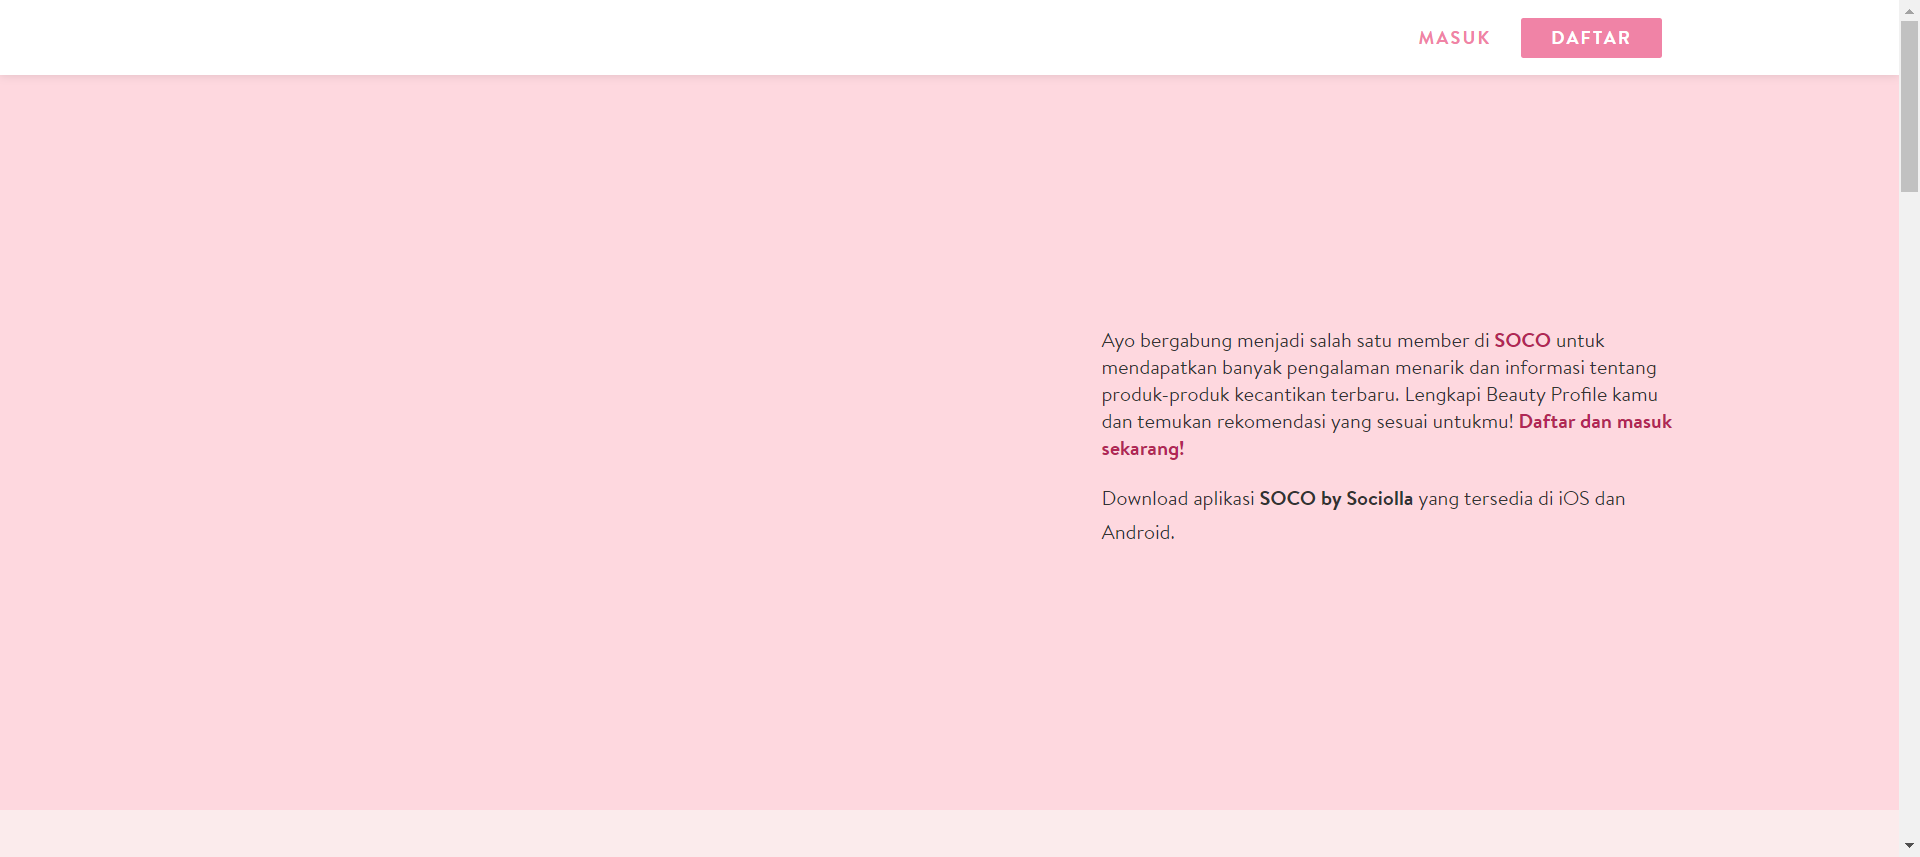 MASUK
DAFTAR
Ayo bergabung menjadi salah satu member di SOCO untuk
mendapatkan banyak pengalaman menarik dan informasi tentang
produk-produk kecantikan terbaru. Lengkapi Beauty Profile kamu
dan temukan rekomendasi yang sesuai untukmu! Daftar dan masuk
sekarang!
Download aplikasi SOCO by Sociolla yang tersedia di iOS dan
Android.